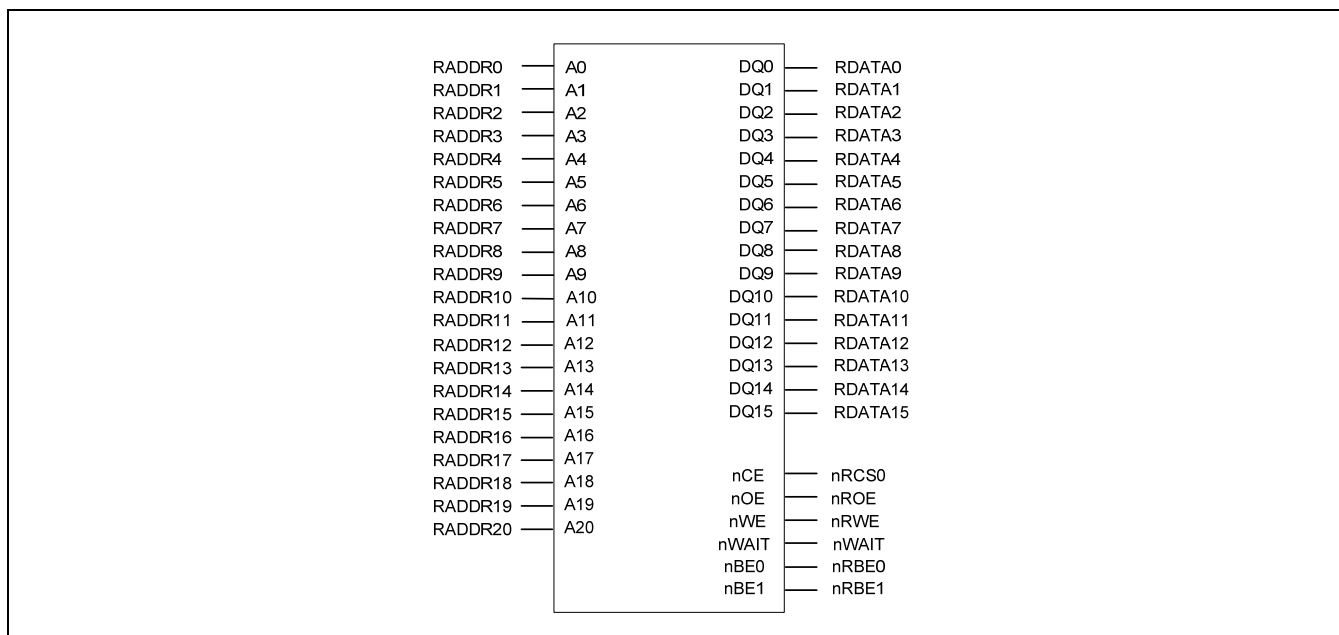 RADDR0 A0 DQ0 RDATA0
RADDR1 A1 DQ1 RDATA1
RADDR2 A2 DQ2 RDATA2
RADDR3 A3 DQ3 RDATA3
RADDR4 A4 DQ4 RDATA4
RADDR5 A5 DQ5 RDATA5
RADDR6 A6 DQ6 RDATA6
RADDR7 A7 DQ7 RDATA7
RADDR8 A8 DQ8 RDATA8
RADDR9 A9 DQ9 RDATA9
RADDR10 A10 DQ10 RDATA10
RADDR11 A11 DQ11 RDATA11
RADDR12 A12 DQ12 RDATA12
RADDR13 A13 DQ13 RDATA13
RADDR14 A14 DQ14 RDATA14
RADDR15 A15 DQ15 RDATA15
RADDR16 A16
RADDR17 A17
RADDR18 A18 nCE nRCS0
RADDR19 A19 nOE nROE
RADDR20 A20 nWE nRWE
nWAIT nWAIT
nBE0 nRBE0
nBE1 nRBE1